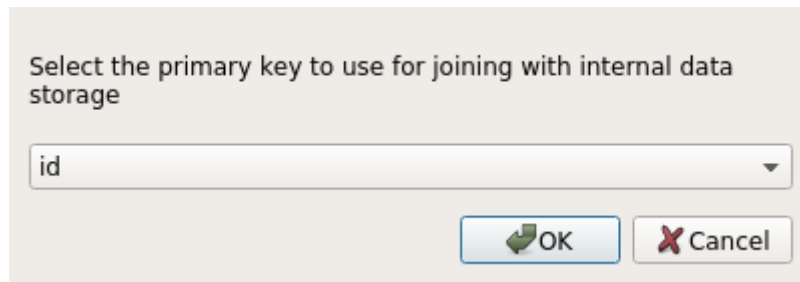 Select the primary key to use for joining with internal data
storage
id
OK
Cancel